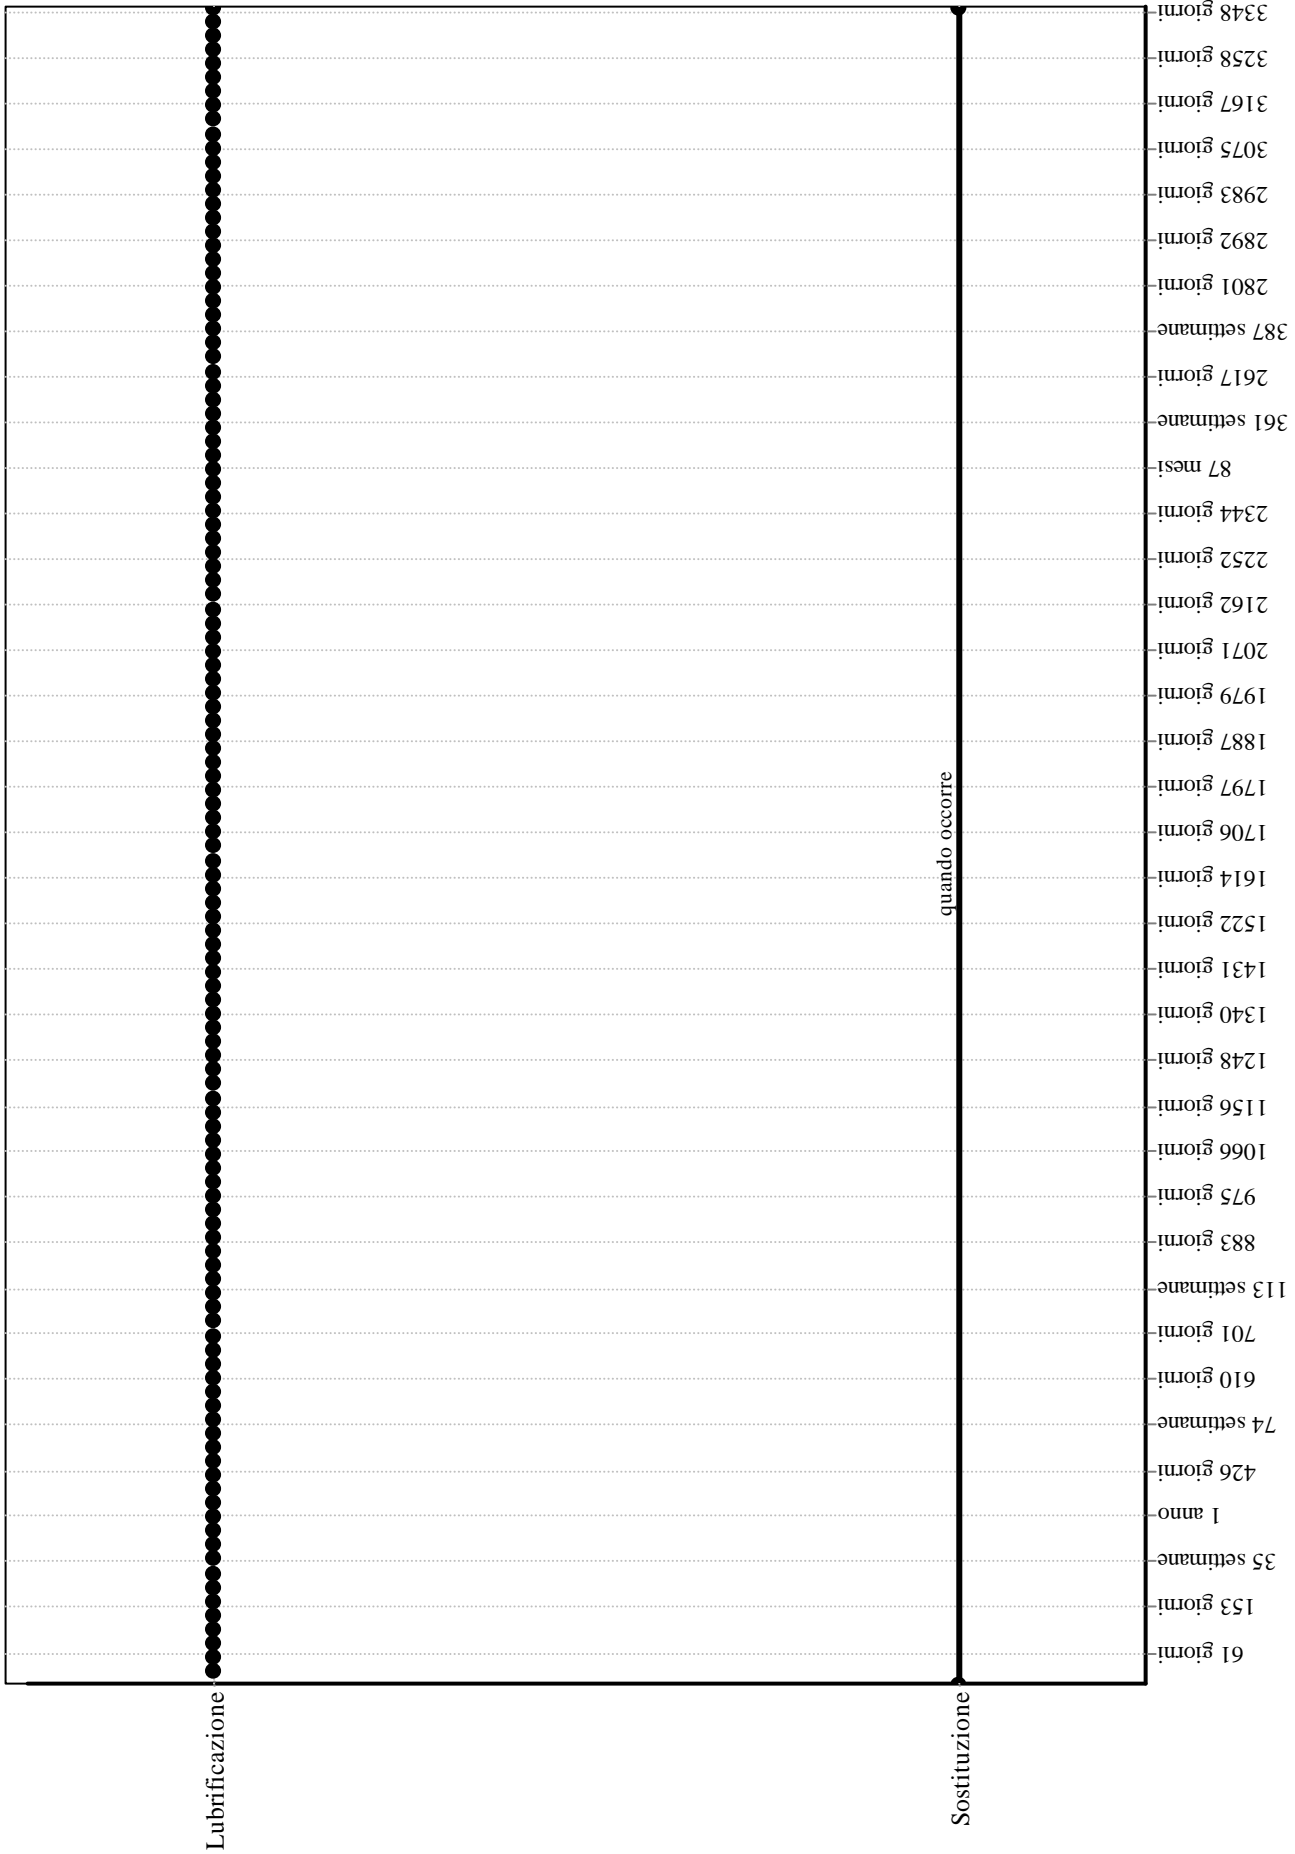 3348 giorni
3258 giorni
3167 giorni
3075 giorni
2983 giorni
2892 giorni
2801 giorni
387 settimane
2617 giorni
361 settimane
87 mesi
2344 giorni
2252 giorni
2162 giorni
2071 giorni
1979 giorni
1887 giorni
1797 giorni
1706 giorni
1614 giorni
1522 giorni
1431 giorni
1340 giorni
1248 giorni
1156 giorni
1066 giorni
975 giorni
883 giorni
113 settimane
701 giorni
610 giorni
74 settimane
426 giorni
1 anno
35 settimane
153 giorni
61 giorni
quando occorre
Lubrificazione
Sostituzione